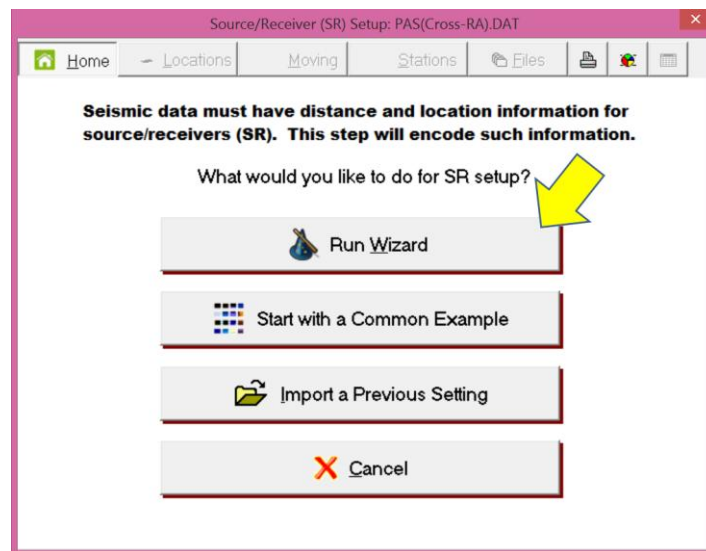 Source/Receiver (SR) Setup: PAS(Cross-RA).DAT
Home Locations Moving Stations Files
Seismic data must have distance and location information for
source/receivers (SR). This step will encode such information.
What would you like to do for SR setup?
Run Wizard
Start with a Common Example
Import a Previous Setting
Cancel